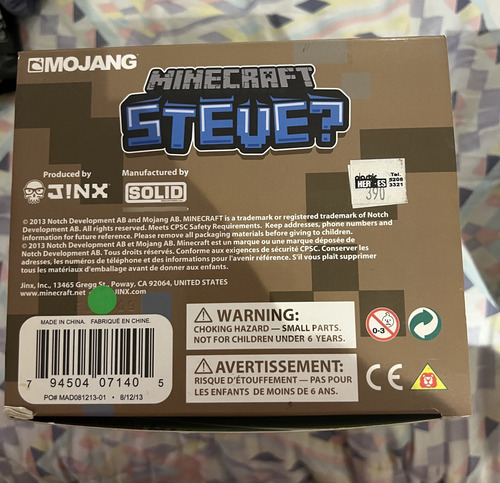 MOJANG
MINECRAFT
STEVE?
Produced by
J!NX
Manufactured by
SOLID
HEROES
Tel.
5208
3321
390
© 2013 Notch Development AB and Mojang AB. MINECRAFT is a trademark or registered trademark of Notch
Development AB. All rights reserved. Meets CPSC Safety Requirements. Keep addresses, phone numbers and
information for future reference. Please remove all packaging materials before giving to children.
© 2013 Notch Development AB et Mojang AB. Minecraft est un marque ou une marque déposée de
Notch Development AB. Tous droits réservés. Conforme aux exigences de sécurité CPSC. Conserver les
adresses, les numéros de téléphone et des informations pour l'avenir référence. S'il vous plait supprimer
tous les matériaux d'emballage avant de donner aux enfants.
Jinx, Inc., 13465 Gregg St., Poway, CA 92064, UNITED STATES
www.minecraft.net JINX.com
MADE IN CHINA. FABRIQUÉ EN CHINE.
7 94504 07140 5
PO# MAD081213-01 • 8/12/13
WARNING:
CHOKING HAZARD — SMALL PARTS.
NOT FOR CHILDREN UNDER 6 YEARS.
0-3
AVERTISSEMENT:
RISQUE D'ÉTOUFFEMENT — PAS POUR
LES ENFANTS DE MOINS DE 6 ANS.
CE